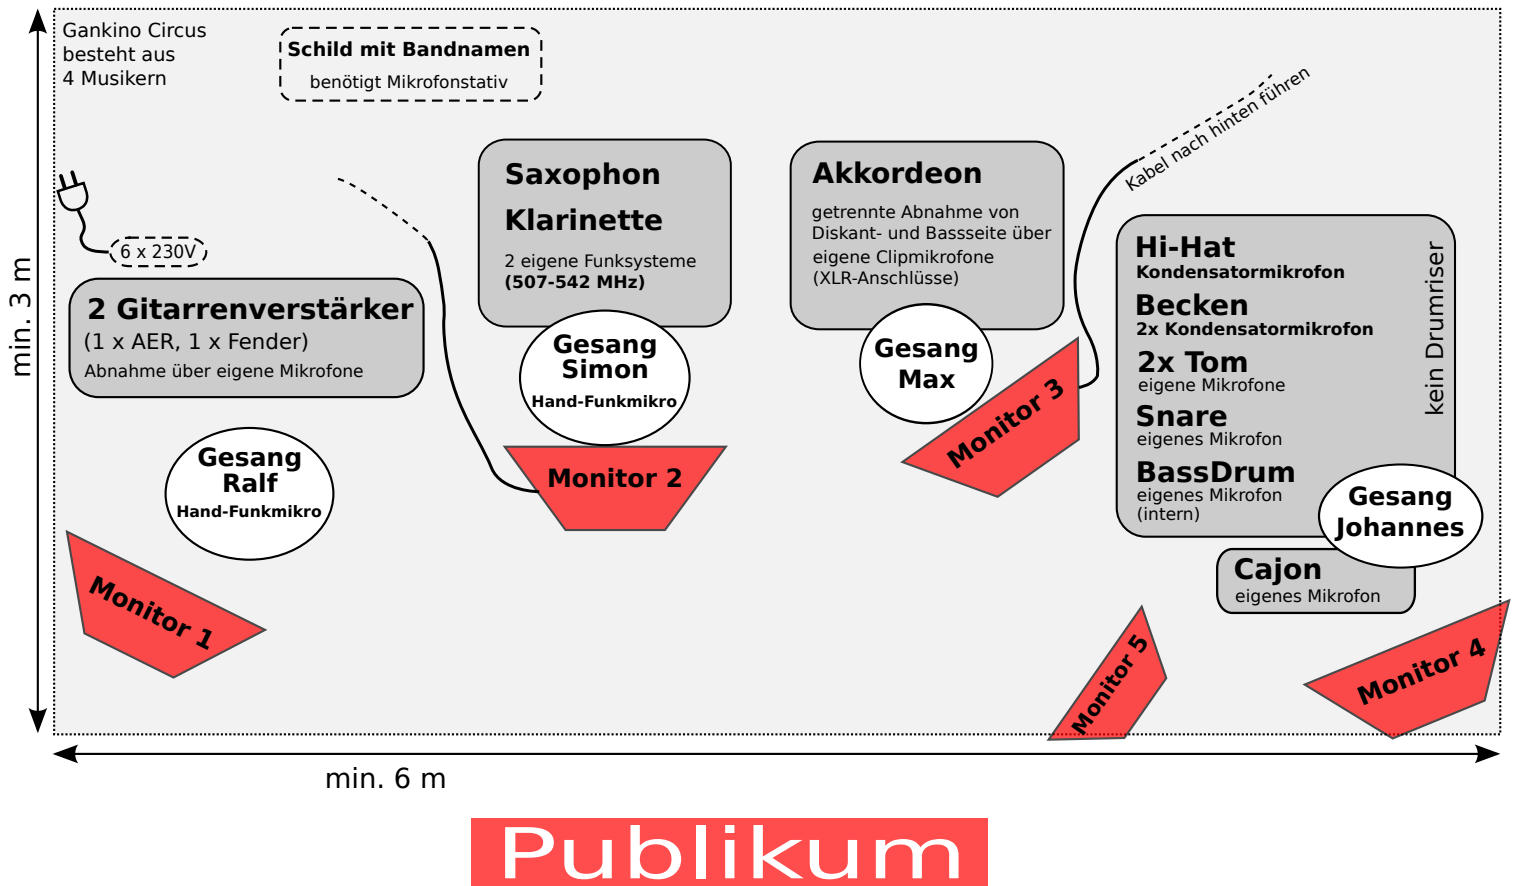 Gankino Circus
besteht aus
4 Musikern
Schild mit Bandnamen
benötigt Mikrofonstativ
Kabel nach hinten führen
min. 3 m
6 x 230V
2 Gitarrenverstärker
(1 x AER, 1 x Fender)
Abnahme über eigene Mikrofone
Saxophon
Klarinette
2 eigene Funksysteme
(507-542 MHz)
Akkordeon
getrennte Abnahme von
Diskant- und Bassseite über
eigene Clipmikrofone
(XLR-Anschlüsse)
Hi-Hat
Kondensatormikrofon
Becken
2x Kondensatormikrofon
2x Tom
eigene Mikrofone
Snare
eigenes Mikrofon
BassDrum
eigenes Mikrofon
(intern)
kein Drumriser
Gesang
Ralf
Hand-Funkmikro
Gesang
Simon
Hand-Funkmikro
Gesang
Max
Gesang
Johannes
Cajon
eigenes Mikrofon
Monitor 1
Monitor 2
Monitor 3
Monitor 5
Monitor 4
min. 6 m
Publikum